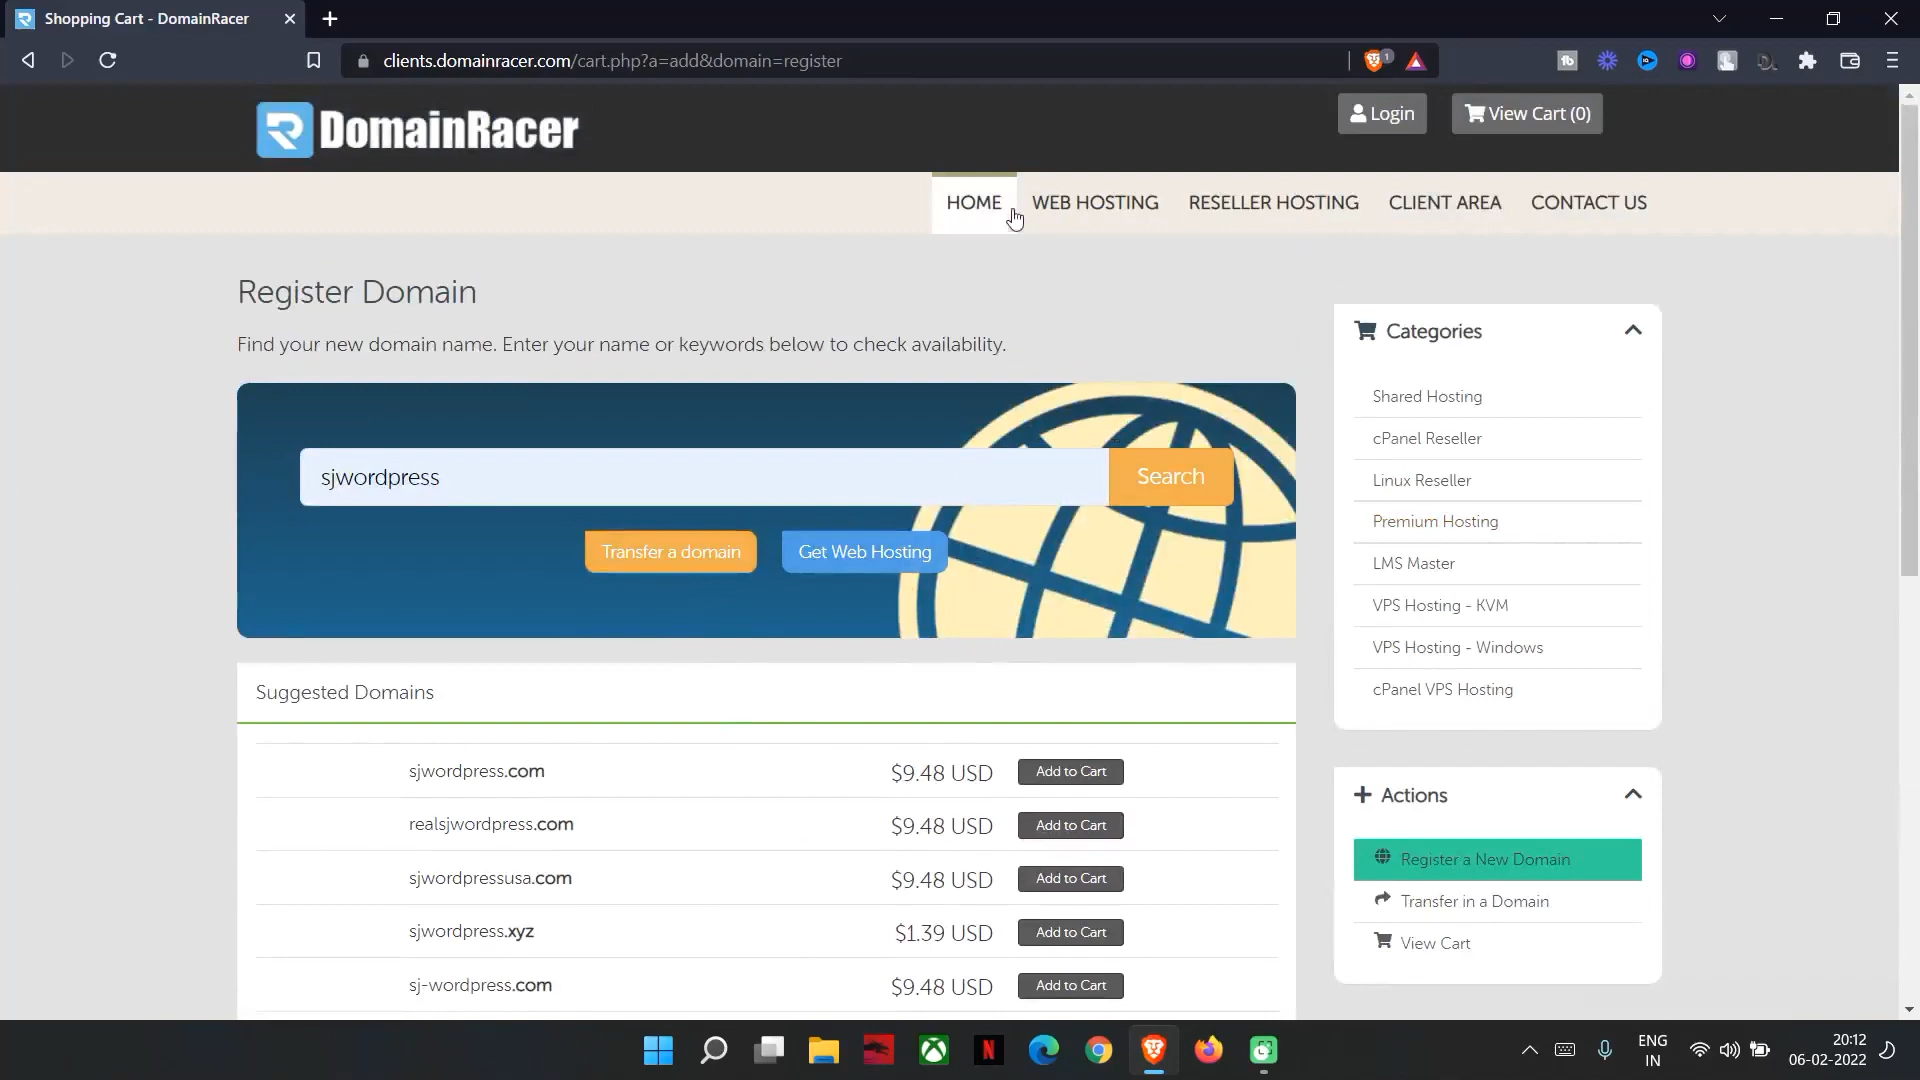 Shopping Cart - DomainRacer
clients.domainracer.com/cart.php?a=add&domain=register
1
DomainRacer
Login
View Cart (0)
HOME
WEB HOSTING
RESELLER HOSTING
CLIENT AREA
CONTACT US
Register Domain
Find your new domain name. Enter your name or keywords below to check availability.
sjwordpress
Search
Transfer a domain
Get Web Hosting
Suggested Domains
sjwordpress.com $9.48 USD Add to Cart
realsjwordpress.com $9.48 USD Add to Cart
sjwordpressusa.com $9.48 USD Add to Cart
sjwordpress.xyz $1.39 USD Add to Cart
sj-wordpress.com $9.48 USD Add to Cart
Categories
Shared Hosting
cPanel Reseller
Linux Reseller
Premium Hosting
LMS Master
VPS Hosting - KVM
VPS Hosting - Windows
cPanel VPS Hosting
Actions
Register a New Domain
Transfer in a Domain
View Cart
ENG
IN
20:12
06-02-2022